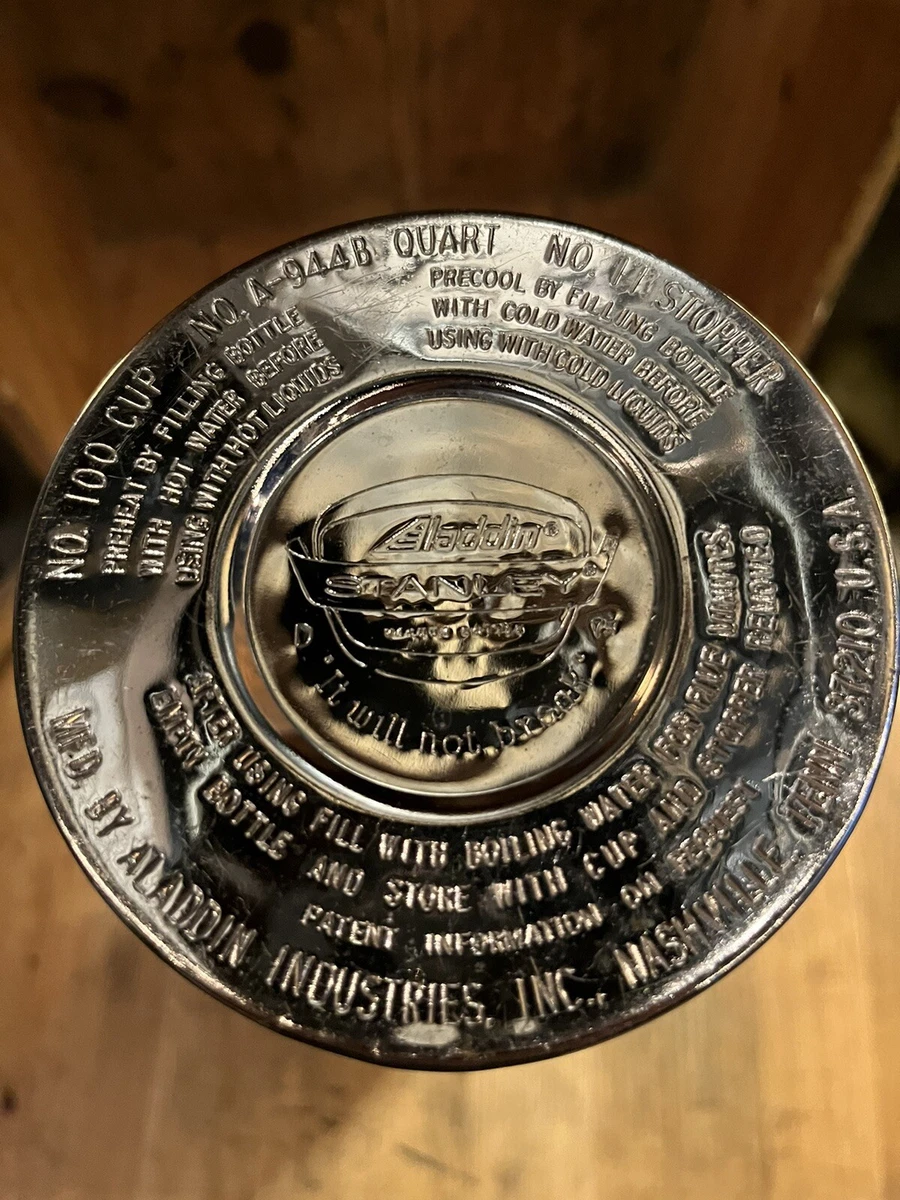 NO. 100 CUP NO. A-944B QUART NO 11 STOPPER
PREHEAT BY FILLING BOTTLE
WITH HOT WATER BEFORE
USING WITH HOT LIQUIDS
PRECOOL BY FILLING BOTTLE
WITH COLD WATER BEFORE
USING WITH COLD LIQUIDS
Aladdin®
STANLEY
"It will not break"
AFTER USING FILL WITH BOILING WATER FOR FIVE MINUTES
EMPTY BOTTLE AND STORE WITH CUP AND STOPPER REMOVED
PATENT INFORMATION ON REQUEST
MFD. BY ALADDIN INDUSTRIES, INC., NASHVILLE, TENN. 37210 U.S.A